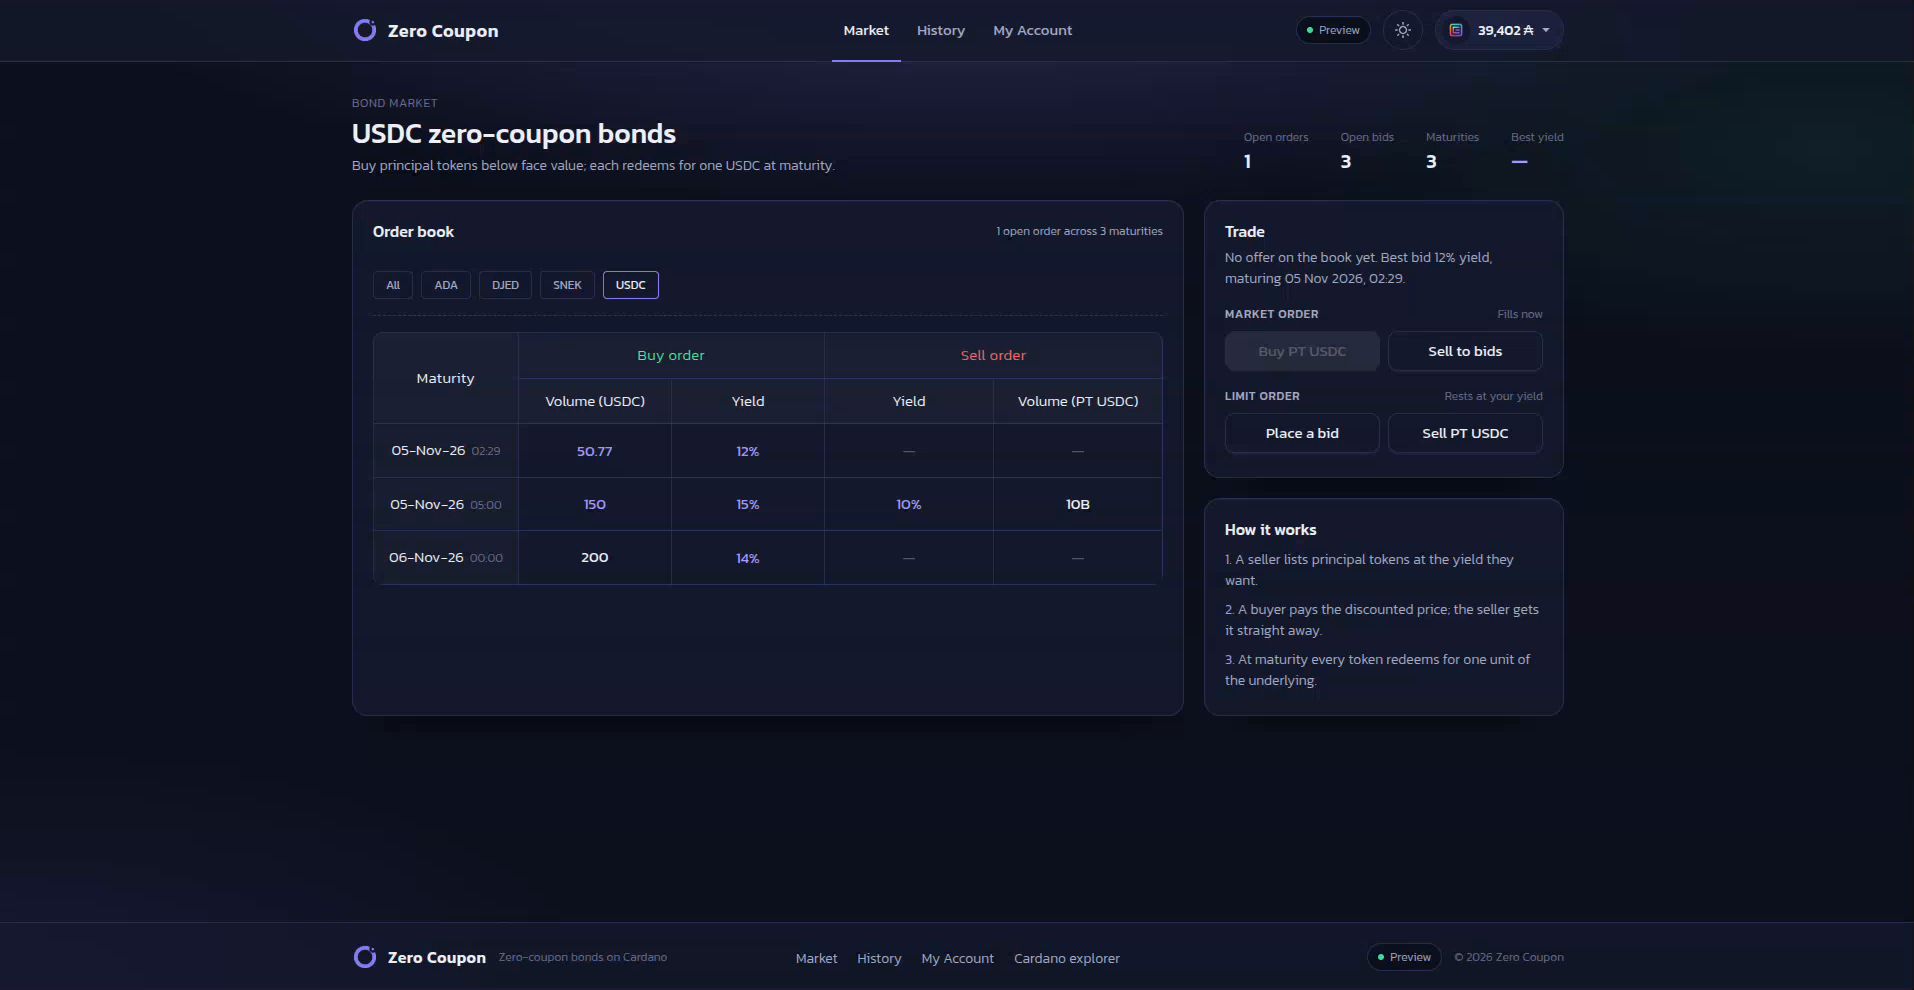 Zero Coupon
Market History My Account
Preview
39,402 ₳
BOND MARKET
USDC zero-coupon bonds
Buy principal tokens below face value; each redeems for one USDC at maturity.
Open orders Open bids Maturities Best yield
1 3 3 —
Order book
1 open order across 3 maturities
All ADA DJED SNEK USDC
Maturity Buy order Sell order
Volume (USDC) Yield Yield Volume (PT USDC)
05-Nov-26 02:29 50.77 12% — —
05-Nov-26 05:00 150 15% 10% 10B
06-Nov-26 00:00 200 14% — —
Trade
No offer on the book yet. Best bid 12% yield,
maturing 05 Nov 2026, 02:29.
MARKET ORDER Fills now
Buy PT USDC Sell to bids
LIMIT ORDER Rests at your yield
Place a bid Sell PT USDC
How it works
1. A seller lists principal tokens at the yield they
want.
2. A buyer pays the discounted price; the seller gets
it straight away.
3. At maturity every token redeems for one unit of
the underlying.
Zero Coupon Zero-coupon bonds on Cardano
Market History My Account Cardano explorer
Preview © 2026 Zero Coupon